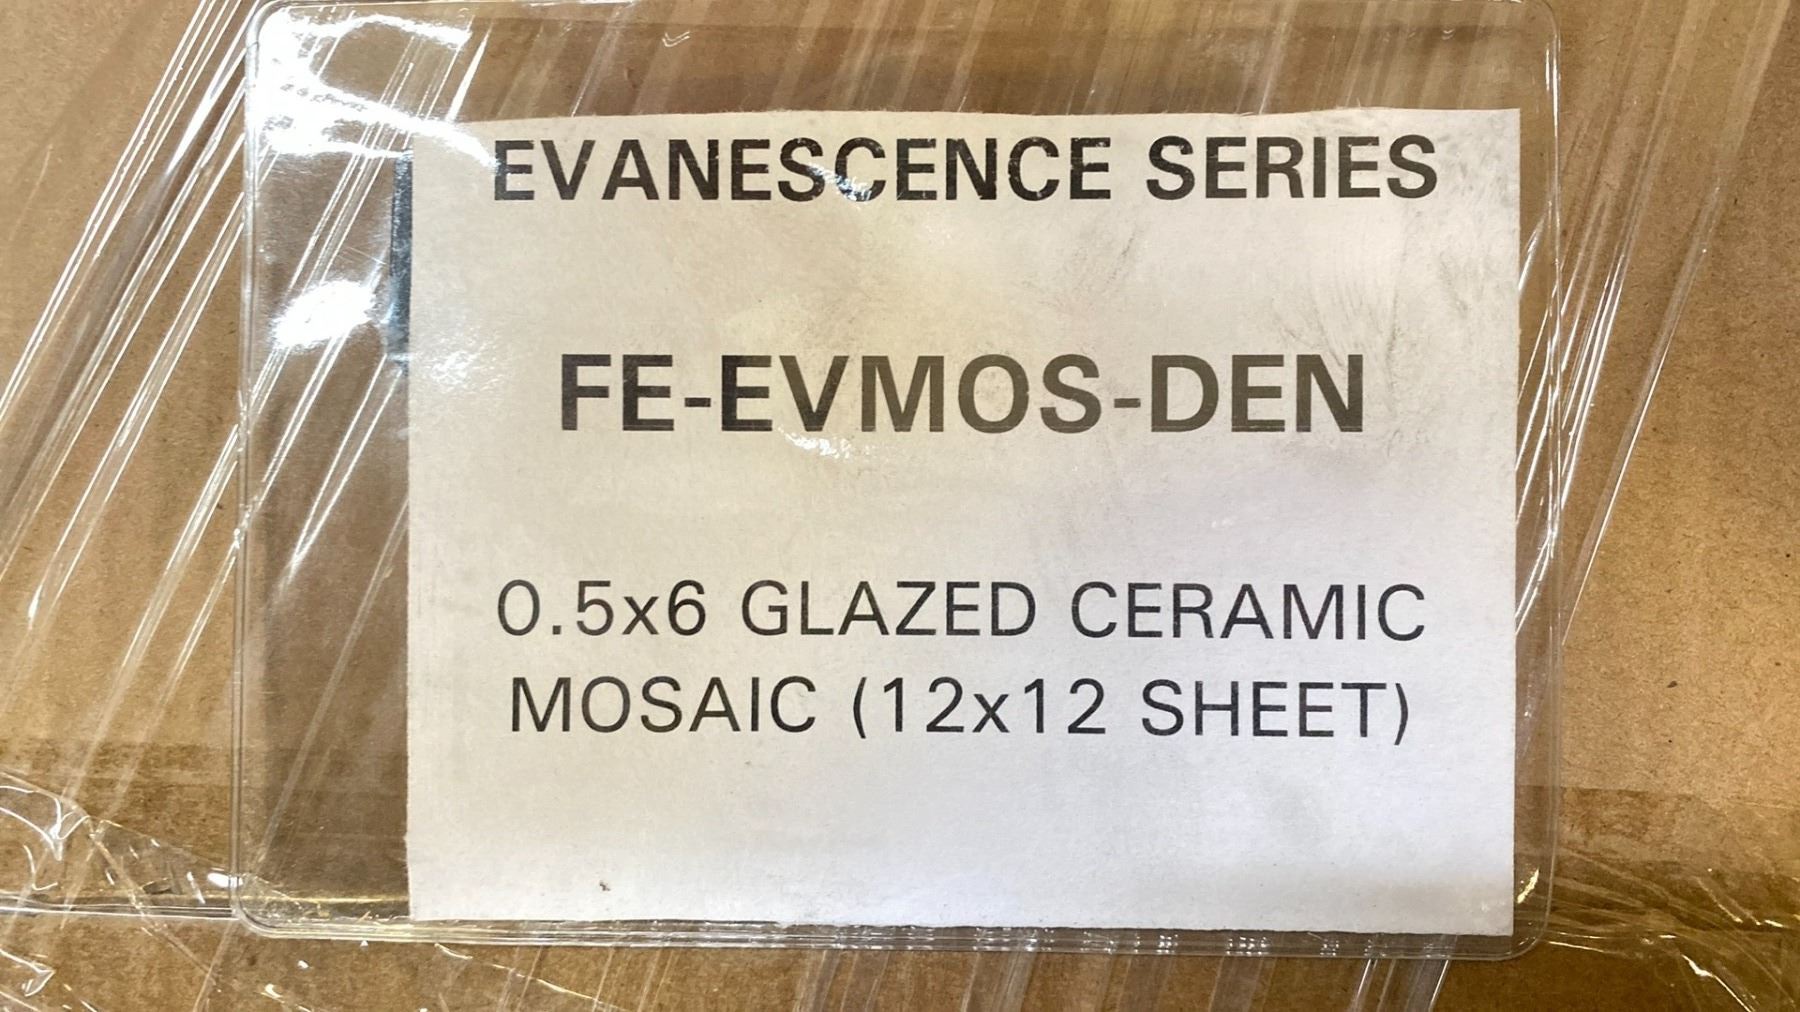 EVANESCENCE SERIES
FE-EVMOS-DEN
0.5x6 GLAZED CERAMIC
MOSAIC (12x12 SHEET)